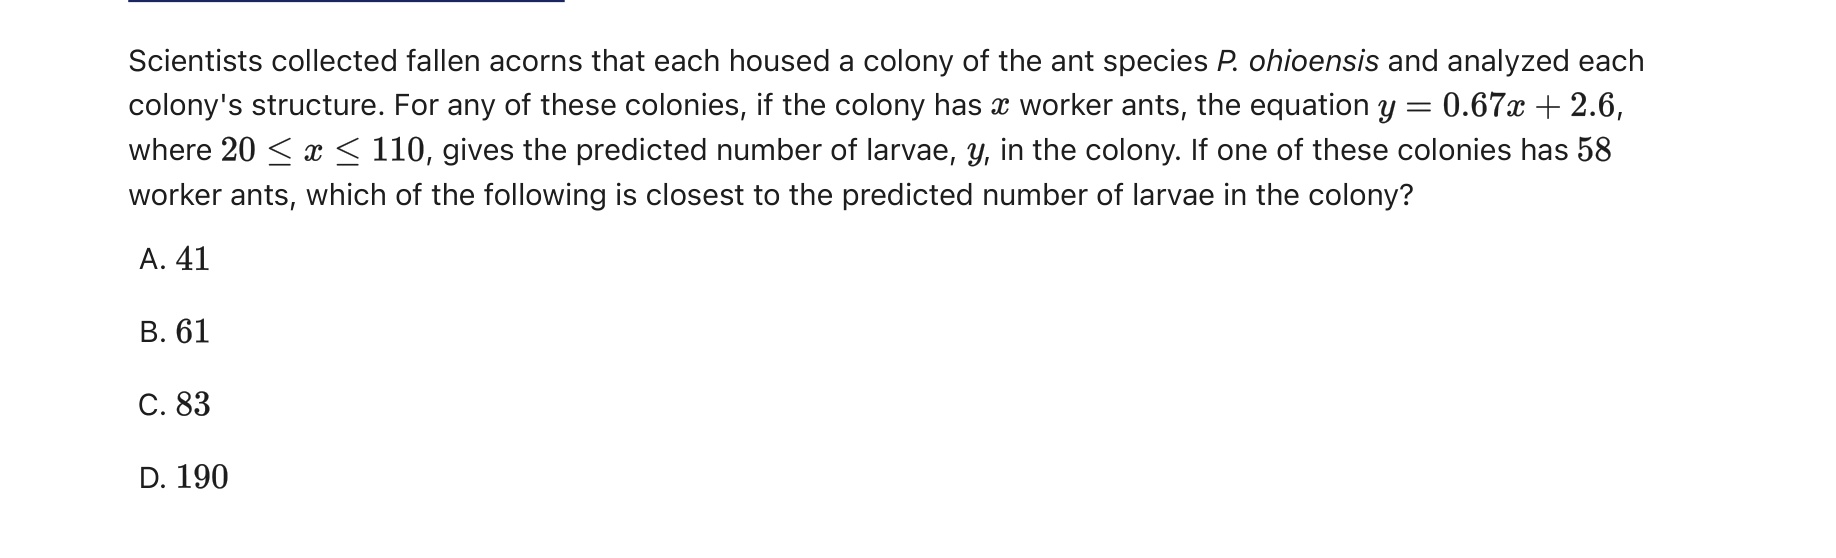 Scientists collected fallen acorns that each housed a colony of the ant species P. ohioensis and analyzed each
colony's structure. For any of these colonies, if the colony has x worker ants, the equation y = 0.67x + 2.6,
where 20 ≤ x ≤ 110, gives the predicted number of larvae, y, in the colony. If one of these colonies has 58
worker ants, which of the following is closest to the predicted number of larvae in the colony?
A. 41
B. 61
C. 83
D. 190